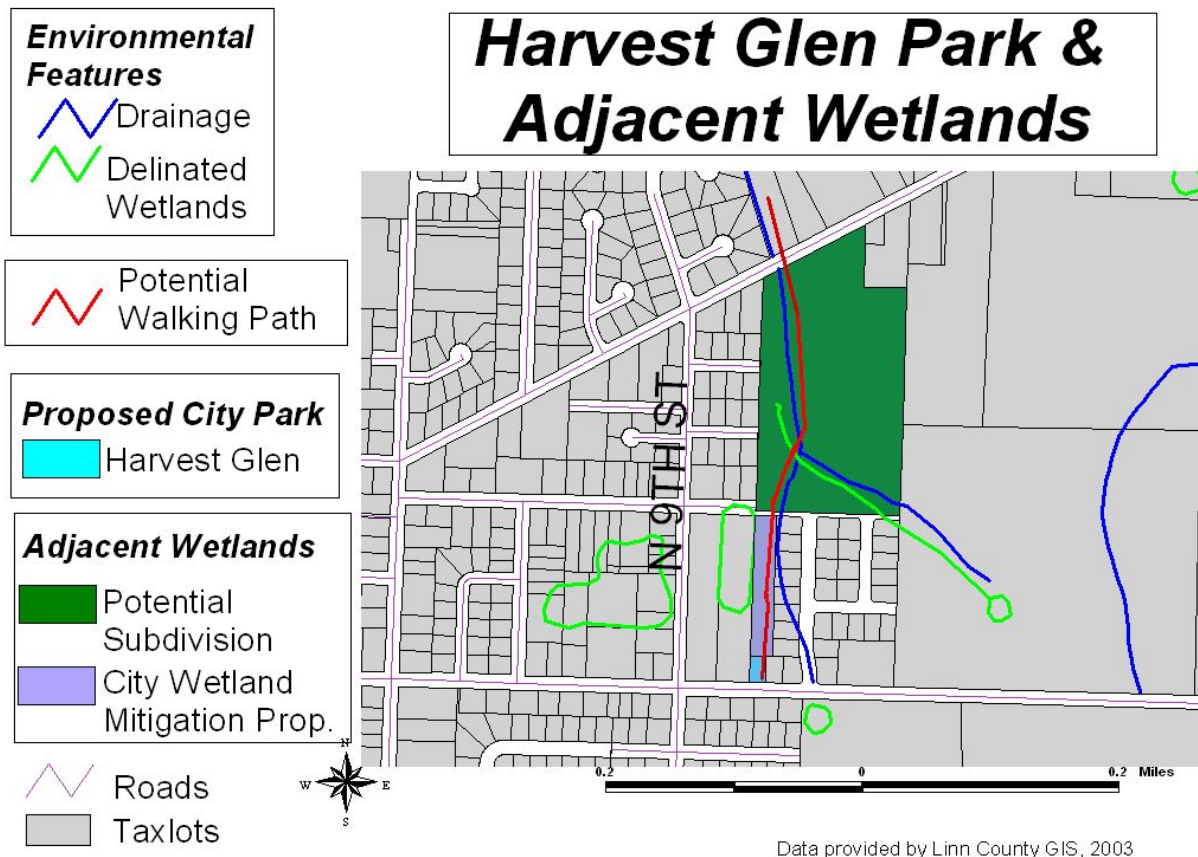 Harvest Glen Park &
Adjacent Wetlands
Environmental
Features
Drainage
Delinated
Wetlands
Potential
Walking Path
Proposed City Park
Harvest Glen
Adjacent Wetlands
Potential
Subdivision
City Wetland
Mitigation Prop.
Roads
Taxlots
N
W E
S
N 9TH ST
0.2 0 0.2 Miles
Data provided by Linn County GIS, 2003